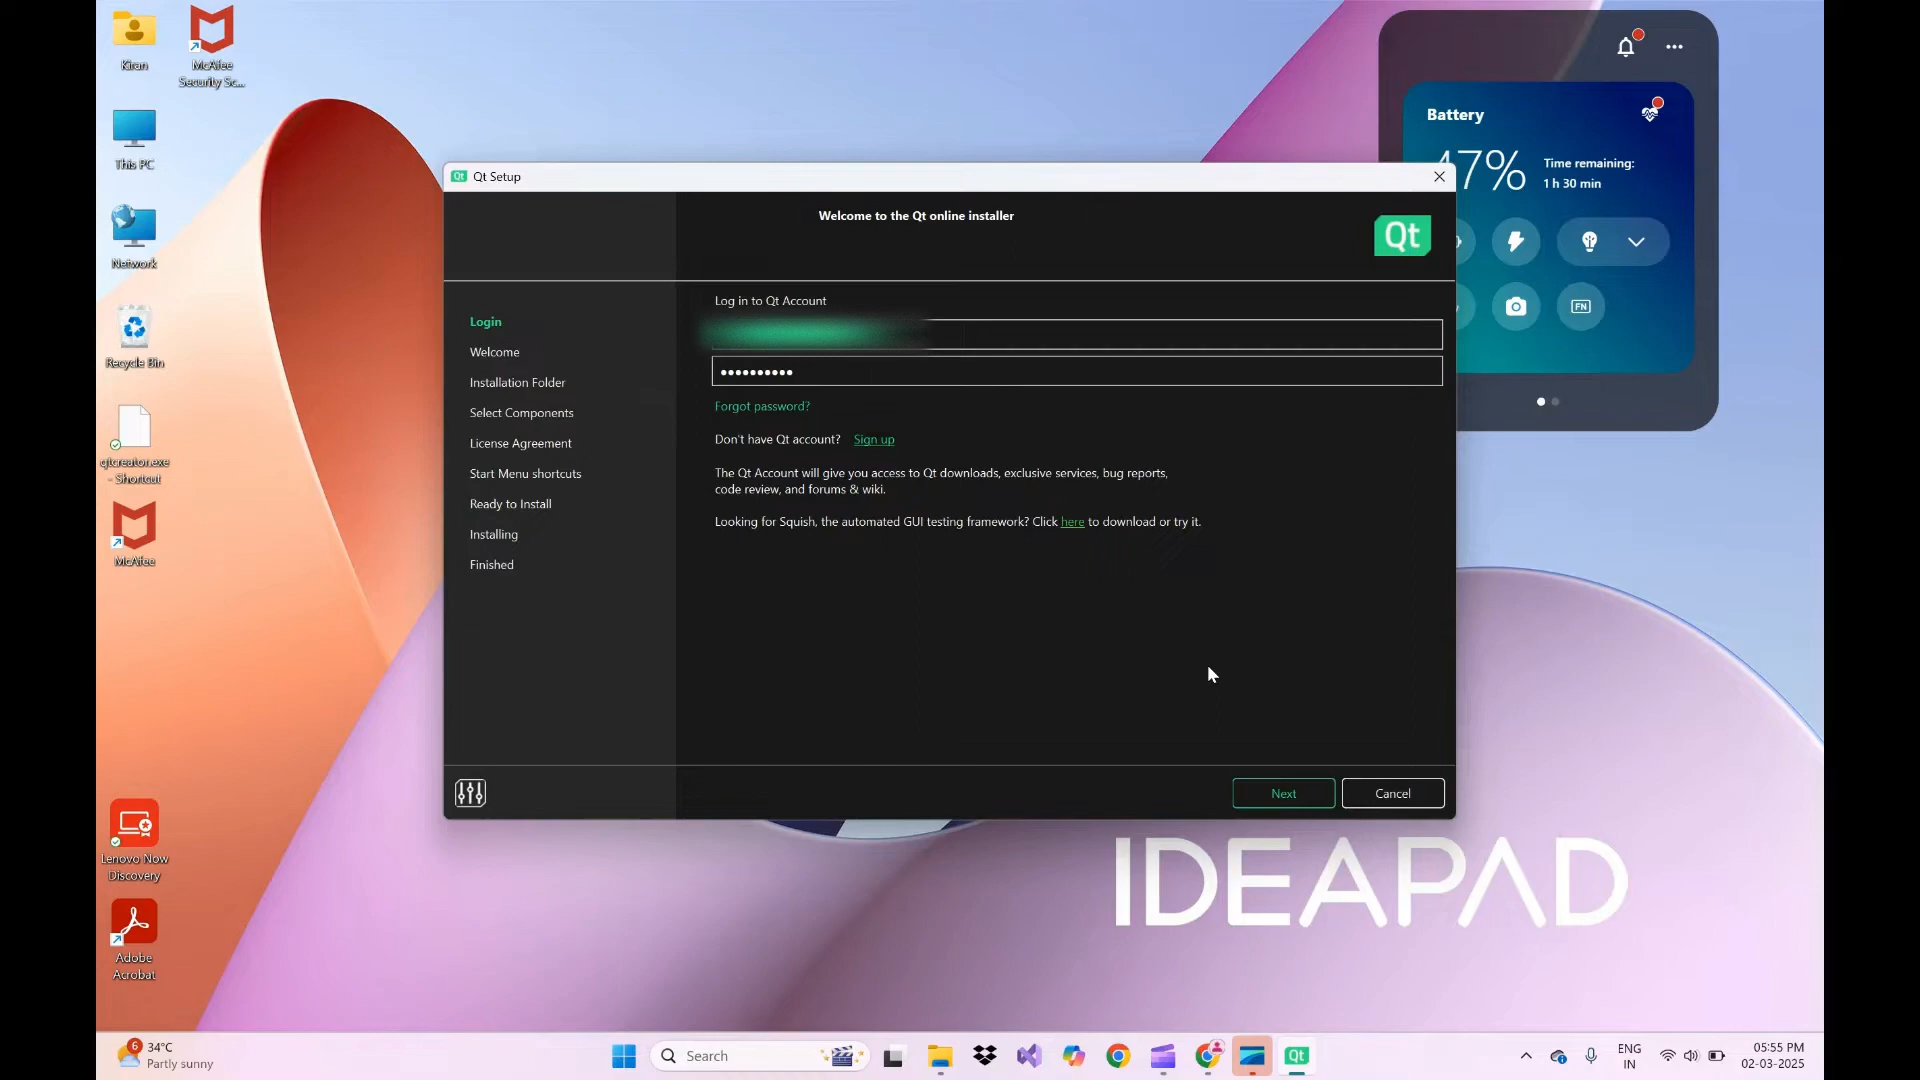 Kiran
McAfee
Security Sc...
This PC
Network
Recycle Bin
qtcreator.exe
- Shortcut
McAfee
Lenovo Now
Discovery
Adobe
Acrobat
Battery
47%
Time remaining:
1 h 30 min
FN
Qt Setup
Welcome to the Qt online installer
Qt
Login
Welcome
Installation Folder
Select Components
License Agreement
Start Menu shortcuts
Ready to Install
Installing
Finished
Log in to Qt Account
••••••••••
Forgot password?
Don't have Qt account? Sign up
The Qt Account will give you access to Qt downloads, exclusive services, bug reports,
code review, and forums & wiki.
Looking for Squish, the automated GUI testing framework? Click here to download or try it.
Next
Cancel
IDEAPAD
6
34°C
Partly sunny
Search
Qt
ENG
IN
05:55 PM
02-03-2025